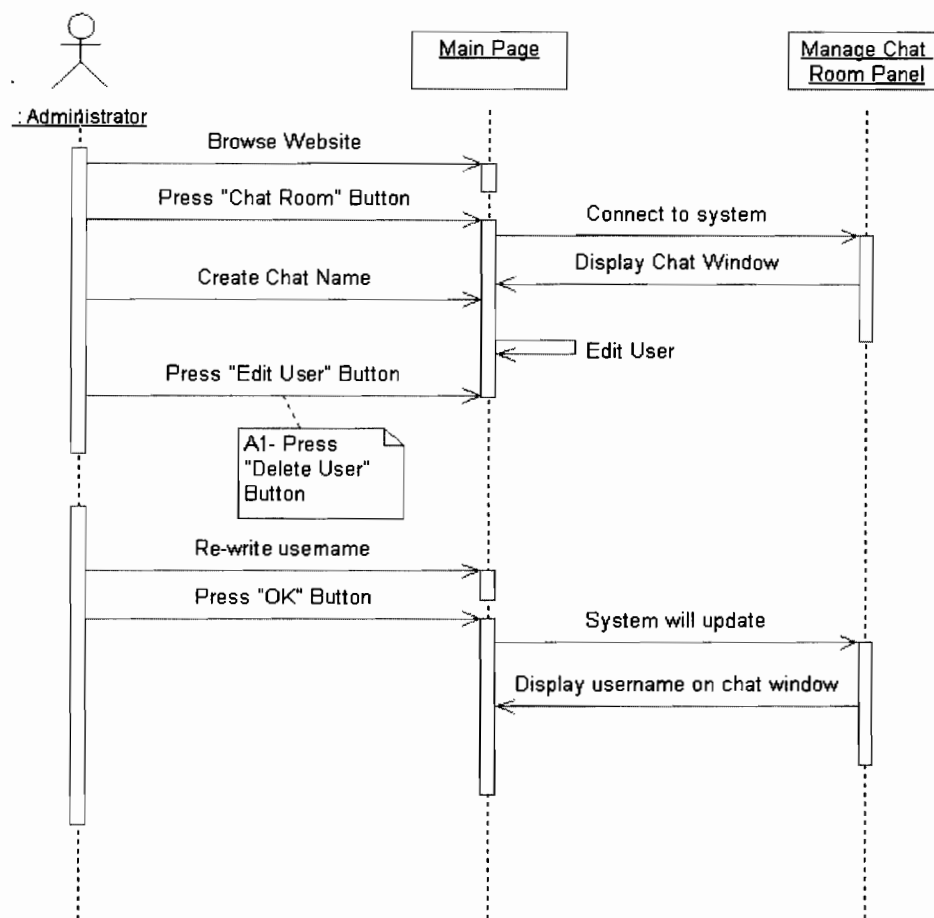 Main Page
Manage Chat
Room Panel
: Administrator
Browse Website
Press "Chat Room" Button
Connect to system
Display Chat Window
Create Chat Name
Edit User
Press "Edit User" Button
A1- Press
"Delete User"
Button
Re-write username
Press "OK" Button
System will update
Display username on chat window